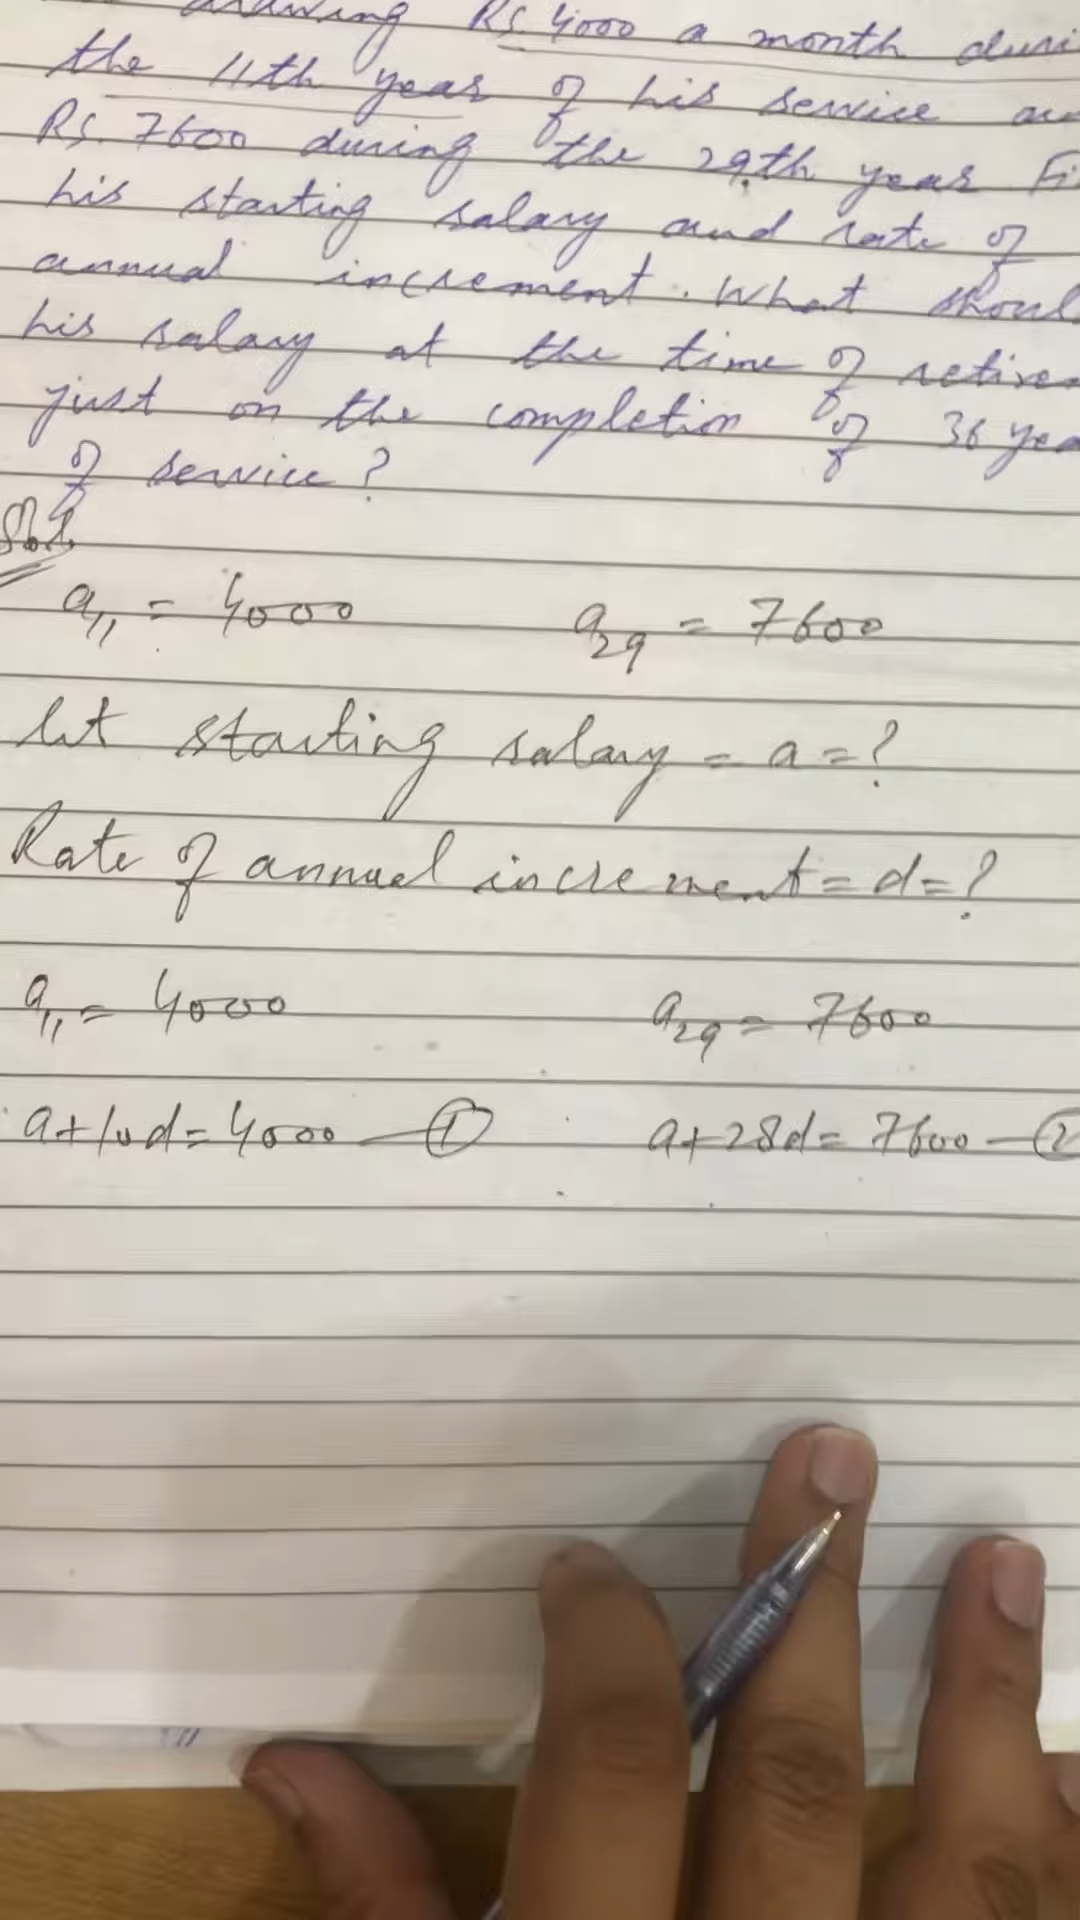 drawing Rs. 4000 a month
the 11th year of his service
Rs. 7600 during the 29th year
his starting salary and rate of
annual increment. What
his salary at the time of
just on the completion of 36
of service?
Sol.
a₁₁ = 4000 a₂₉ = 7600
let starting salary = a = ?
Rate of annual increment = d = ?
a₁₁ = 4000 a₂₉ = 7600
a + 10d = 4000 — ① a + 28d = 7600 — ②